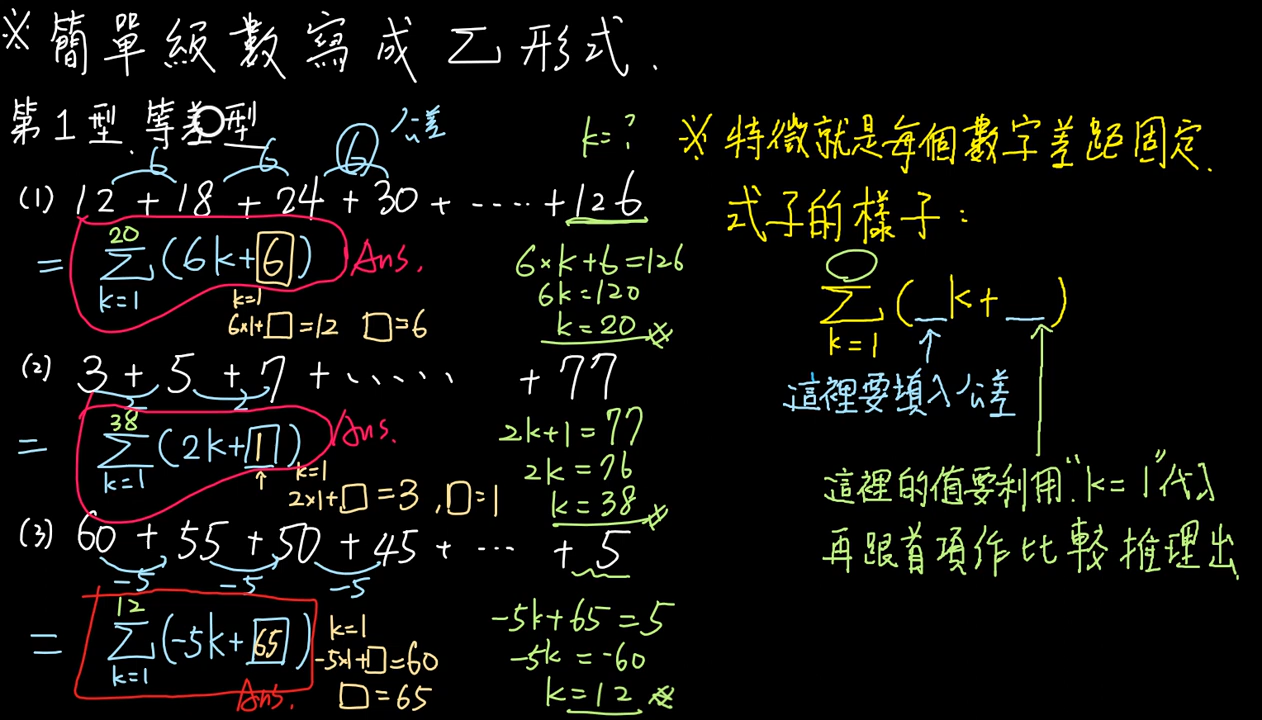 ※簡單級數寫成 Σ 形式.
第1型. 等差型
公差
6 6 6
(1) 12 + 18 + 24 + 30 + ····· + 126
= 20 Σ k=1 (6k+6) Ans.
k=1
6×1+□=12 □=6
k=?
6×k+6=126
6k=120
k=20
(2) 3 + 5 + 7 + 、、、、、 + 77
2 2
= 38 Σ k=1 (2k+1) Ans.
↑ k=1
2×1+□=3 , □=1
2k+1=77
2k=76
k=38
(3) 60 + 55 + 50 + 45 + ··· + 5
-5 -5 -5
= 12 Σ k=1 (-5k+65) Ans.
k=1
-5×1+□=60
□=65
-5k+65=5
-5k=-60
k=12
※特徵就是每個數字差距固定.
式子的樣子:
Σ k=1 (__k+__)
↑ ↑
這裡要填入公差
這裡的值要利用"k=1"代入
再跟首項作比較推理出